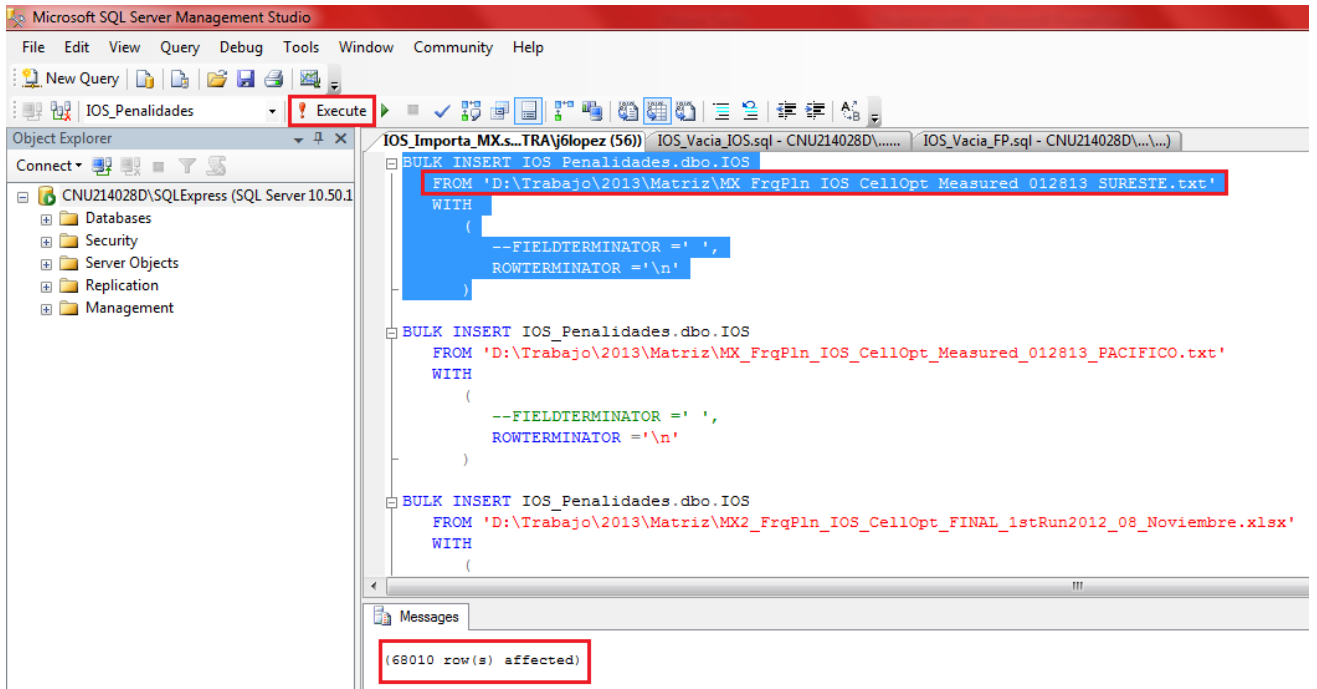 Microsoft SQL Server Management Studio
File Edit View Query Debug Tools Window Community Help
New Query
IOS_Penalidades Execute
Object Explorer
Connect
CNU214028D\SQLExpress (SQL Server 10.50.1
Databases
Security
Server Objects
Replication
Management
IOS_Importa_MX.s...TRA\j6lopez (56)) IOS_Vacia_IOS.sql - CNU214028D\...... IOS_Vacia_FP.sql - CNU214028D\...\...)
BULK INSERT IOS_Penalidades.dbo.IOS
FROM 'D:\Trabajo\2013\Matriz\MX_FrqPln_IOS_CellOpt_Measured_012813_SURESTE.txt'
WITH
(
--FIELDTERMINATOR =' ',
ROWTERMINATOR ='\n'
)
BULK INSERT IOS_Penalidades.dbo.IOS
FROM 'D:\Trabajo\2013\Matriz\MX_FrqPln_IOS_CellOpt_Measured_012813_PACIFICO.txt'
WITH
(
--FIELDTERMINATOR =' ',
ROWTERMINATOR ='\n'
)
BULK INSERT IOS_Penalidades.dbo.IOS
FROM 'D:\Trabajo\2013\Matriz\MX2_FrqPln_IOS_CellOpt_FINAL_1stRun2012_08_Noviembre.xlsx'
WITH
(
Messages
(68010 row(s) affected)